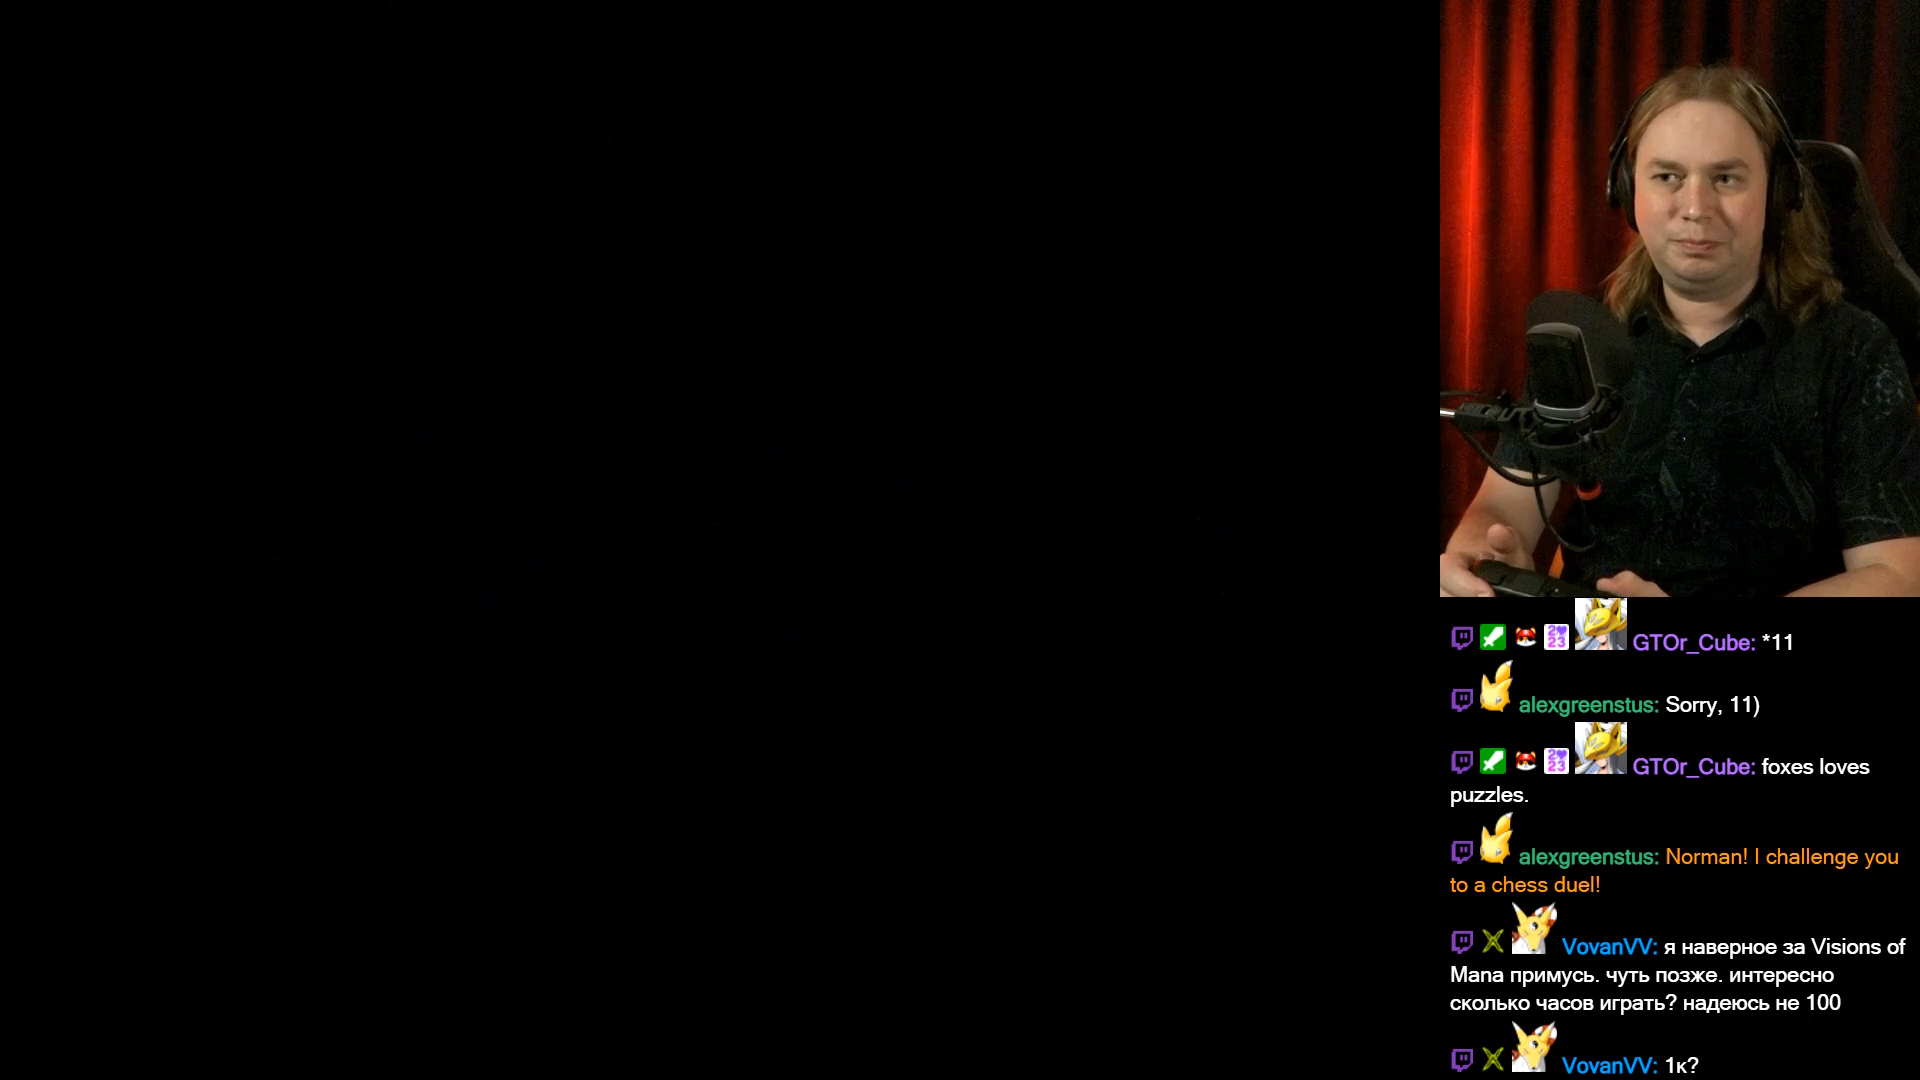 GTOr_Cube: *11
alexgreenstus: Sorry, 11)
GTOr_Cube: foxes loves
puzzles.
alexgreenstus: Norman! I challenge you
to a chess duel!
VovanVV: я наверное за Visions of
Mana примусь. чуть позже. интересно
сколько часов играть? надеюсь не 100
VovanVV: 1к?